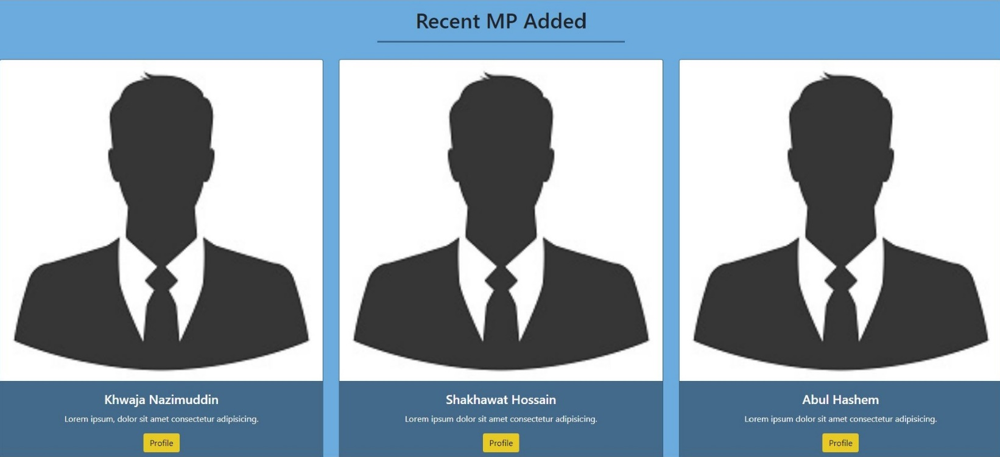 Recent MP Added
Khwaja Nazimuddin
Lorem ipsum, dolor sit amet consectetur adipisicing.
Profile
Shakhawat Hossain
Lorem ipsum dolor sit amet consectetur adipisicing.
Profile
Abul Hashem
Lorem ipsum dolor sit amet consectetur adipisicing.
Profile